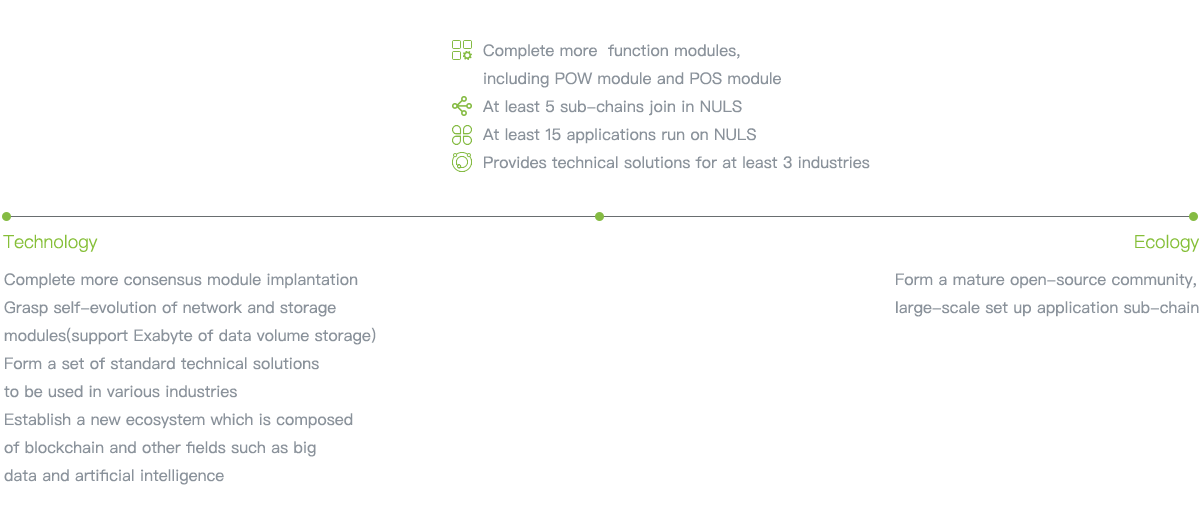 Complete more  function modules,
including POW module and POS module
At least 5 sub-chains join in NULS
At least 15 applications run on NULS
Provides technical solutions for at least 3 industries
Technology
Complete more consensus module implantation
Grasp self-evolution of network and storage
modules(support Exabyte of data volume storage)
Form a set of standard technical solutions
to be used in various industries
Establish a new ecosystem which is composed
of blockchain and other fields such as big
data and artificial intelligence
Ecology
Form a mature open-source community,
large-scale set up application sub-chain